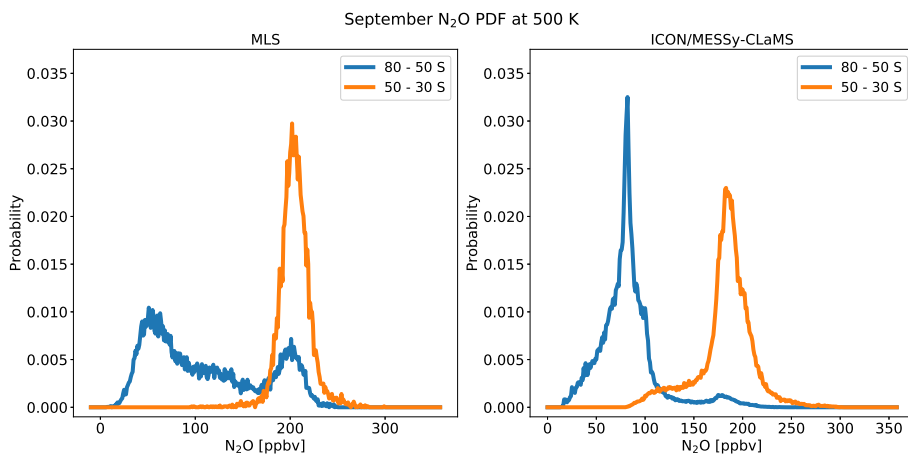 September N₂O PDF at 500 K
MLS
80 - 50 S
50 - 30 S
0.035
0.030
0.025
0.020
0.015
0.010
0.005
0.000
Probability
0
100
200
300
N₂O [ppbv]
ICON/MESSy-CLaMS
80 - 50 S
50 - 30 S
0.035
0.030
0.025
0.020
0.015
0.010
0.005
0.000
Probability
0
50
100
150
200
250
300
350
N₂O [ppbv]